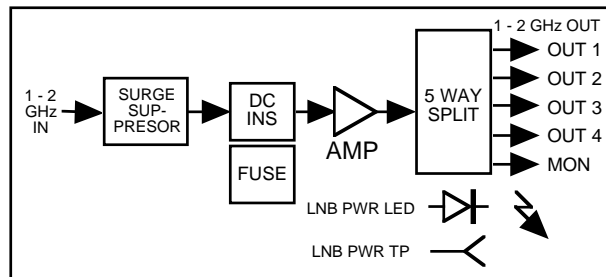 1 - 2 GHz OUT
1 - 2
GHz
IN
SURGE
SUP-
PRESOR
DC
INS
FUSE
AMP
5 WAY
SPLIT
OUT 1
OUT 2
OUT 3
OUT 4
MON
LNB PWR LED
LNB PWR TP